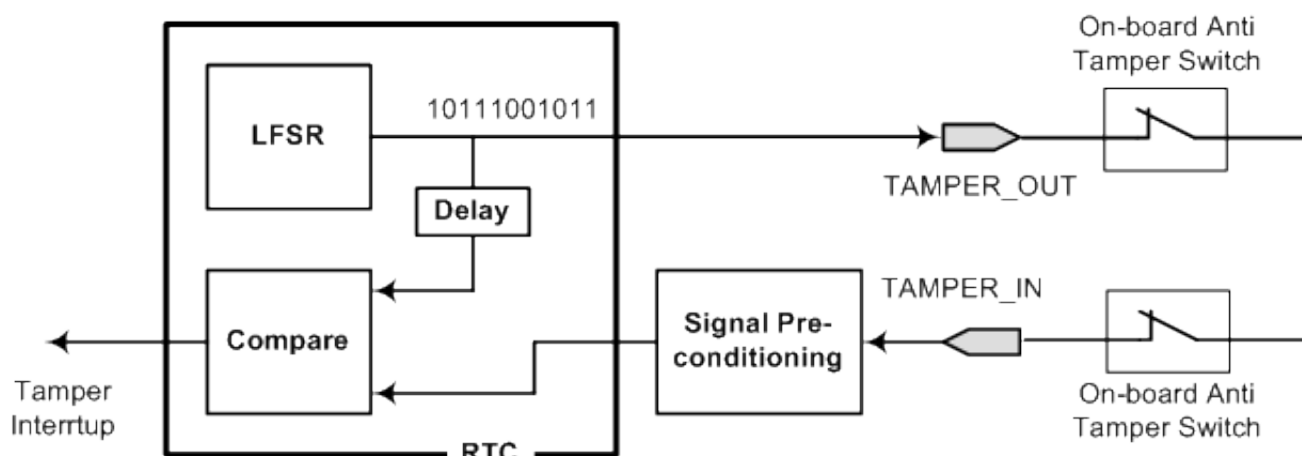 On-board Anti
Tamper Switch
10111001011
LFSR
TAMPER_OUT
Delay
TAMPER_IN
Signal Pre-
conditioning
Compare
Tamper
Interrtup
On-board Anti
Tamper Switch
RTC